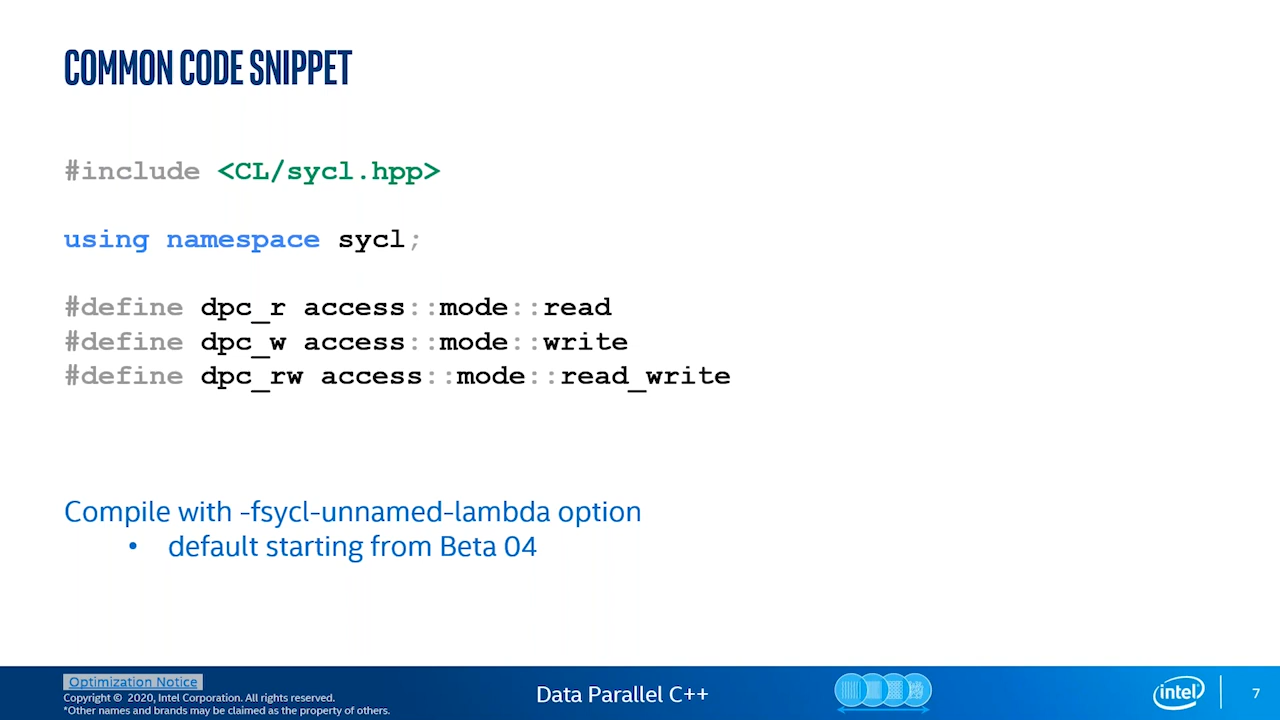 COMMON CODE SNIPPET
#include <CL/sycl.hpp>
using namespace sycl;
#define dpc_r access::mode::read
#define dpc_w access::mode::write
#define dpc_rw access::mode::read_write
Compile with -fsycl-unnamed-lambda option
• default starting from Beta 04
Optimization Notice
Copyright © 2020, Intel Corporation. All rights reserved.
*Other names and brands may be claimed as the property of others.
Data Parallel C++
intel
7